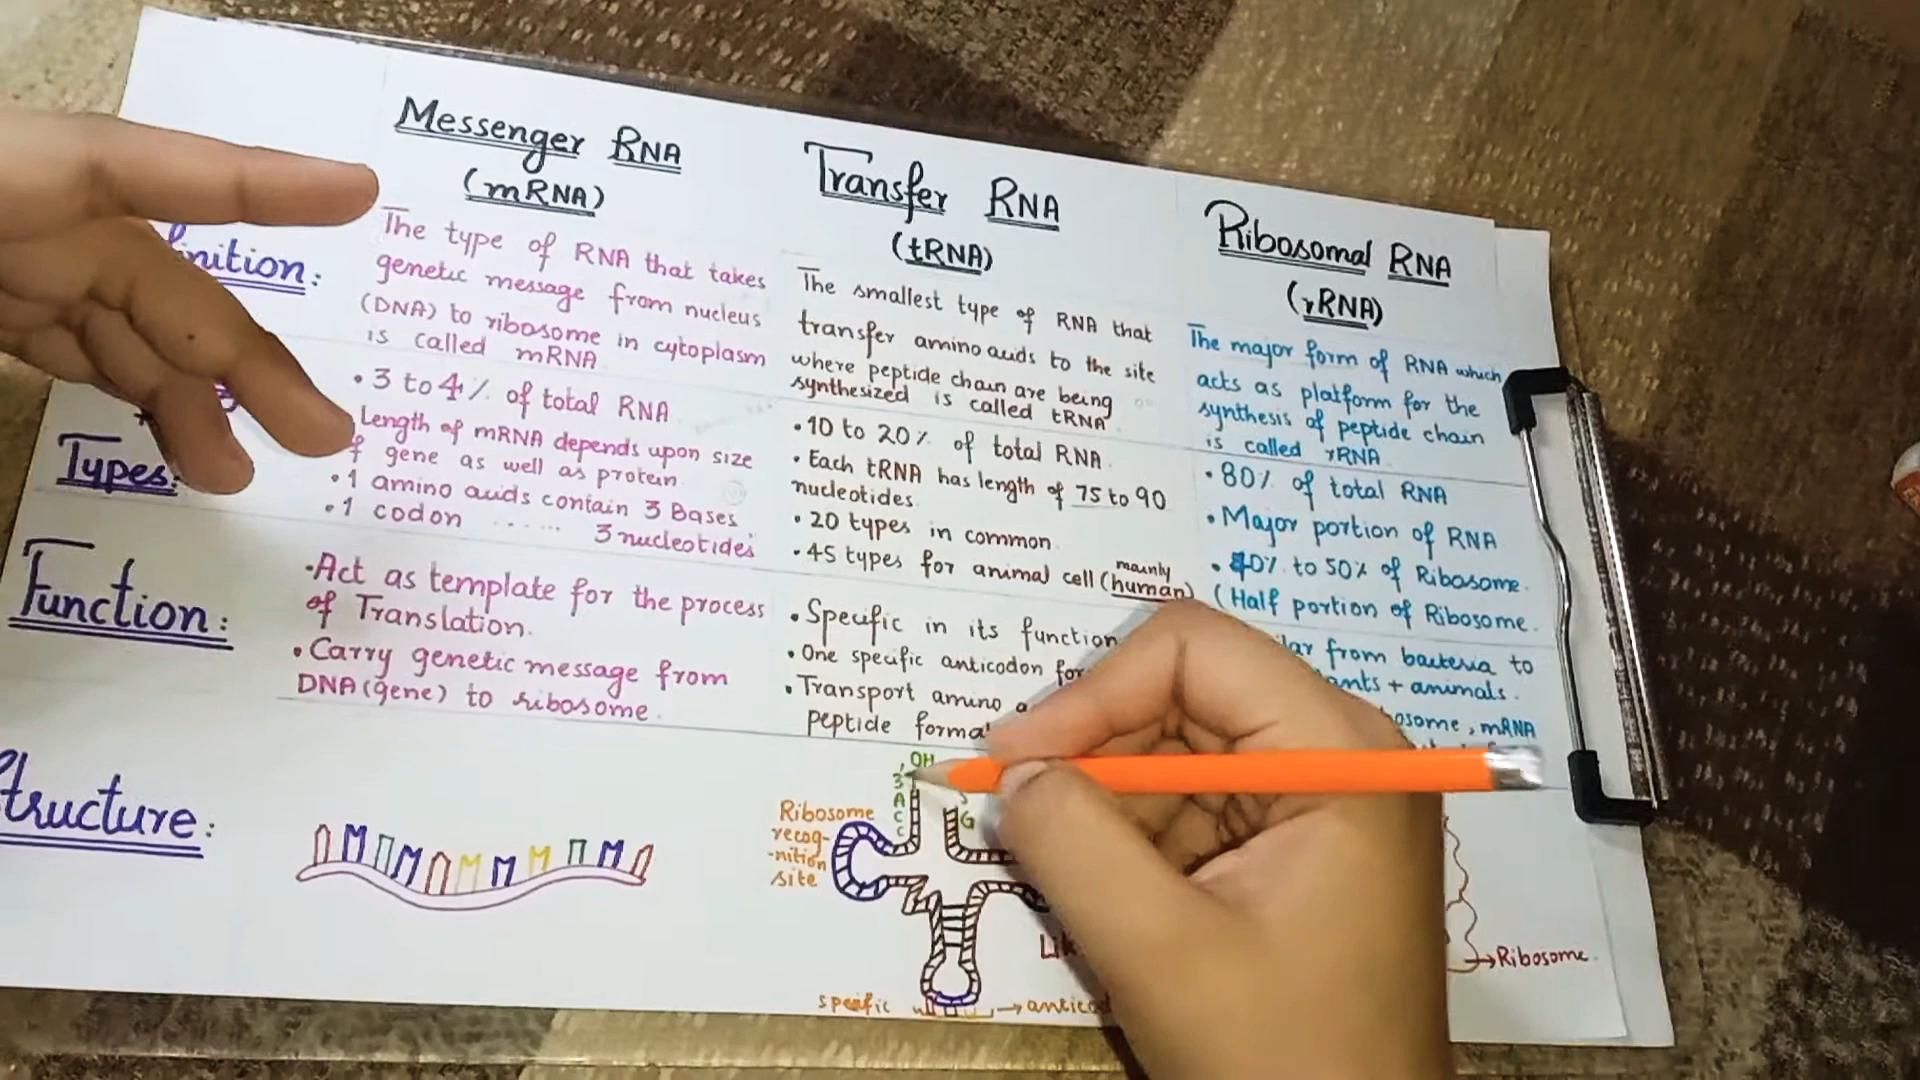 Messenger RNA
(mRNA)
Transfer RNA
(tRNA)
Ribosomal RNA
(rRNA)
The type of RNA that takes
genetic message from nucleus
(DNA) to ribosome in cytoplasm
is called mRNA
The smallest type of RNA that
transfer amino acids to the site
where peptide chain are being
synthesized is called tRNA
The major form of RNA which
acts as platform for the
synthesis of peptide chain
is called rRNA
Types:
• 3 to 4% of total RNA
Length of mRNA depends upon size
gene as well as protein
• 1 amino acids contain 3 Bases
• 1 codon ...... 3 nucleotides
• 10 to 20% of total RNA
• Each tRNA has length of 75 to 90
nucleotides.
• 20 types in common
• 45 types for animal cell (mainly
human)
• 80% of total RNA
• Major portion of RNA
• 40% to 50% of Ribosome.
(Half portion of Ribosome.
Function:
• Act as template for the process
of Translation.
• Carry genetic message from
DNA (gene) to ribosome.
• Specific in its function
• One specific anticodon for
• Transport amino
peptide
from bacteria to
+ animals.
mRNA
Structure:
OH
3'
A
C
C
G
Ribosome
recog-
-nition
site
specific
→Ribosome.